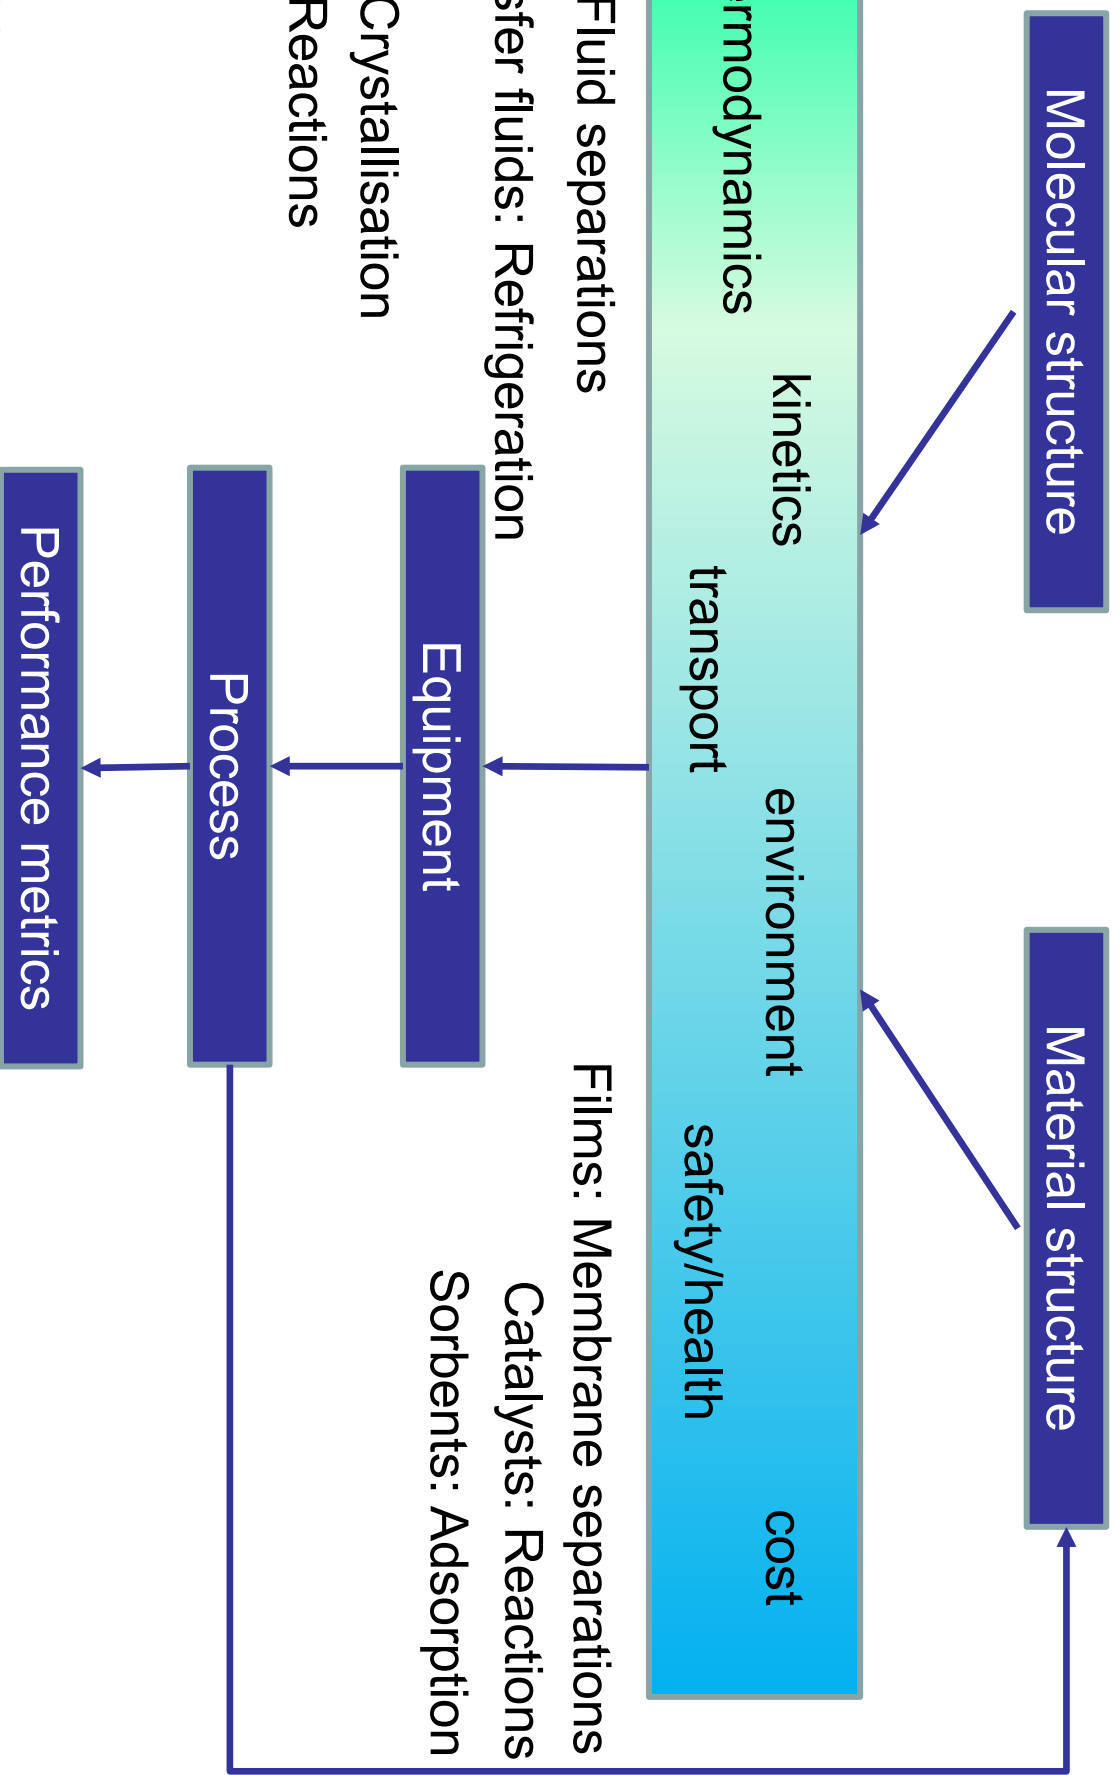 Molecular structure
Material structure
kinetics
environment
cost
ermodynamics
transport
safety/health
Fluid separations
Films: Membrane separations
sfer fluids: Refrigeration
Catalysts: Reactions
Equipment
Sorbents: Adsorption
Crystallisation
Reactions
Process
Performance metrics